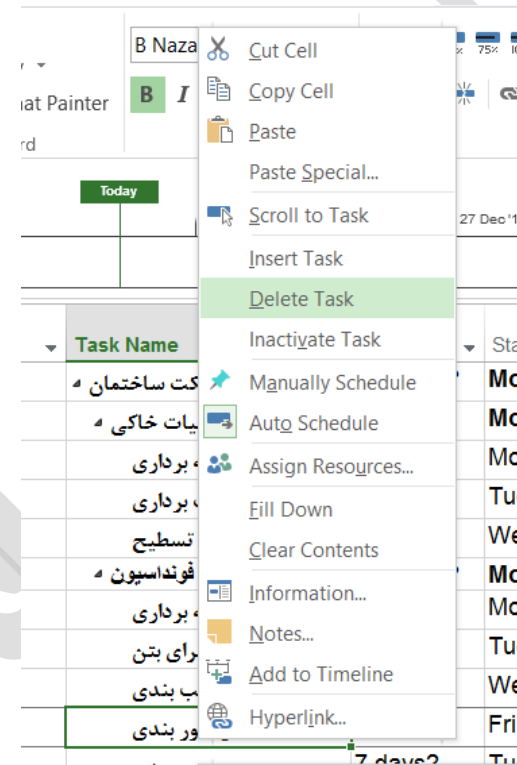 B Naza
75%
B I
at Painter
rd
Today
27 Dec '1
Cut Cell
Copy Cell
Paste
Paste Special...
Scroll to Task
Insert Task
Delete Task
Inactivate Task
Manually Schedule
Auto Schedule
Assign Resources...
Fill Down
Clear Contents
Information...
Notes...
Add to Timeline
Hyperlink...
Task Name
Sta
کت ساختمان
Mo
یات خاکی
Mo
برداری
Mo
برداری
Tu
تسطیح
We
فونداسیون
Mo
برداری
Mo
رای بتن
Tu
ب بندی
We
ور بندی
Fri
7 days?
Tu